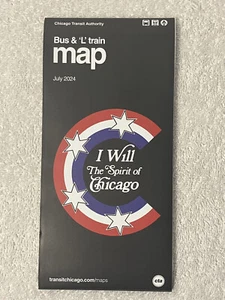 Chicago Transit Authority
Bus & 'L' train
map
July 2024
I Will
The Spirit of
Chicago
transitchicago.com/maps
cta